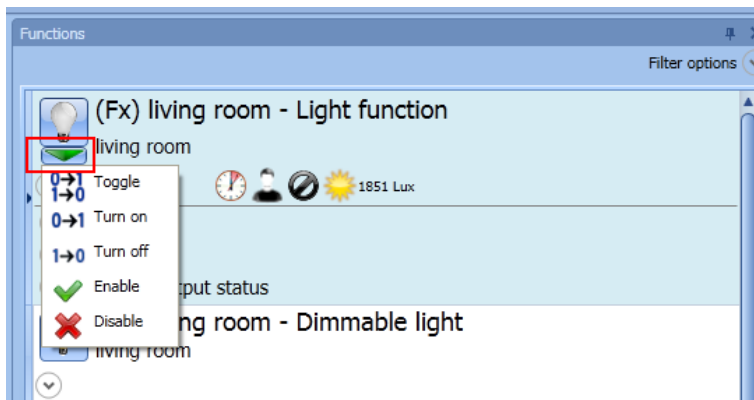 Functions
Filter options
(Fx) living room - Light function
living room
1851 Lux
0→1
1→0 Toggle
0→1 Turn on
1→0 Turn off
Enable
tput status
Disable
ng room - Dimmable light
living room